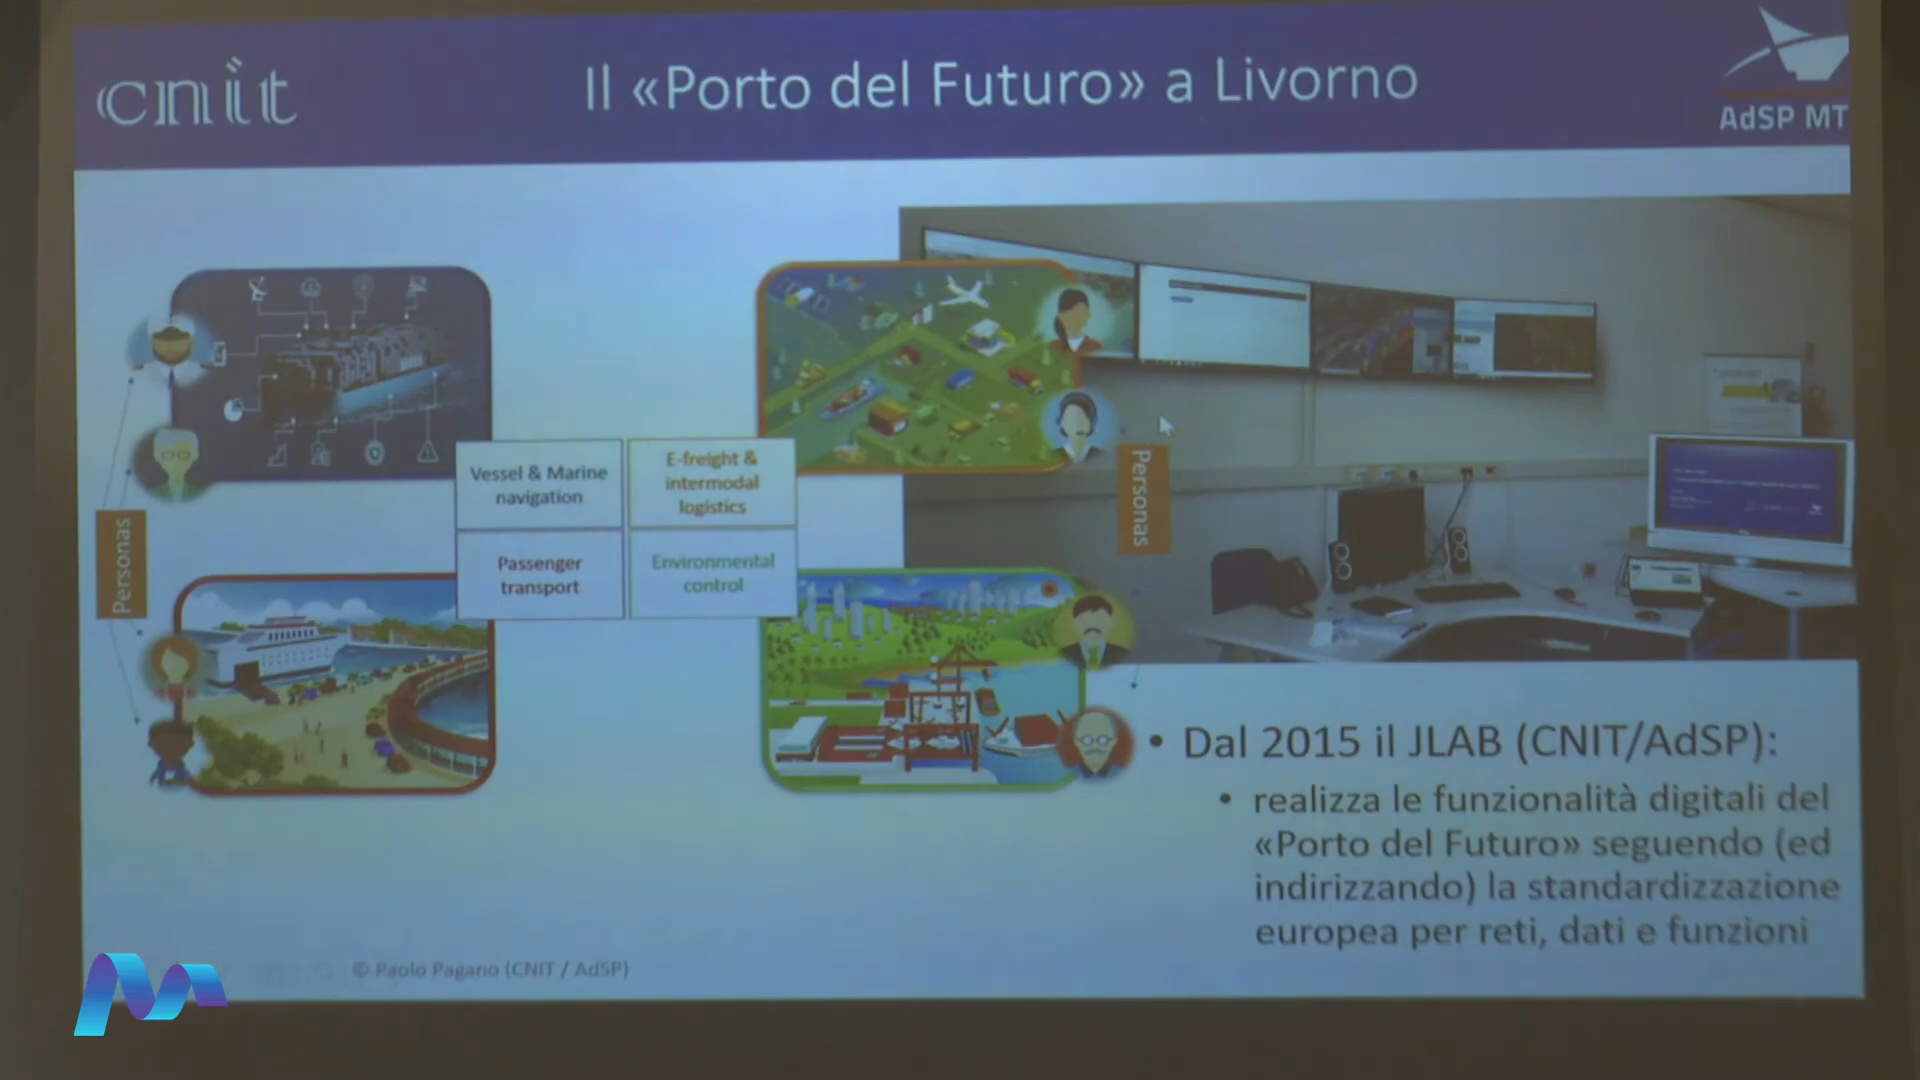 cnit
Il «Porto del Futuro» a Livorno
AdSP MT
Vessel & Marine
navigation
E-freight &
intermodal
logistics
Passenger
transport
Environmental
control
Personas
Personas
• Dal 2015 il JLAB (CNIT/AdSP):
• realizza le funzionalità digitali del
«Porto del Futuro» seguendo (ed
indirizzando) la standardizzazione
europea per reti, dati e funzioni
© Paolo Pagano (CNIT / AdSP)